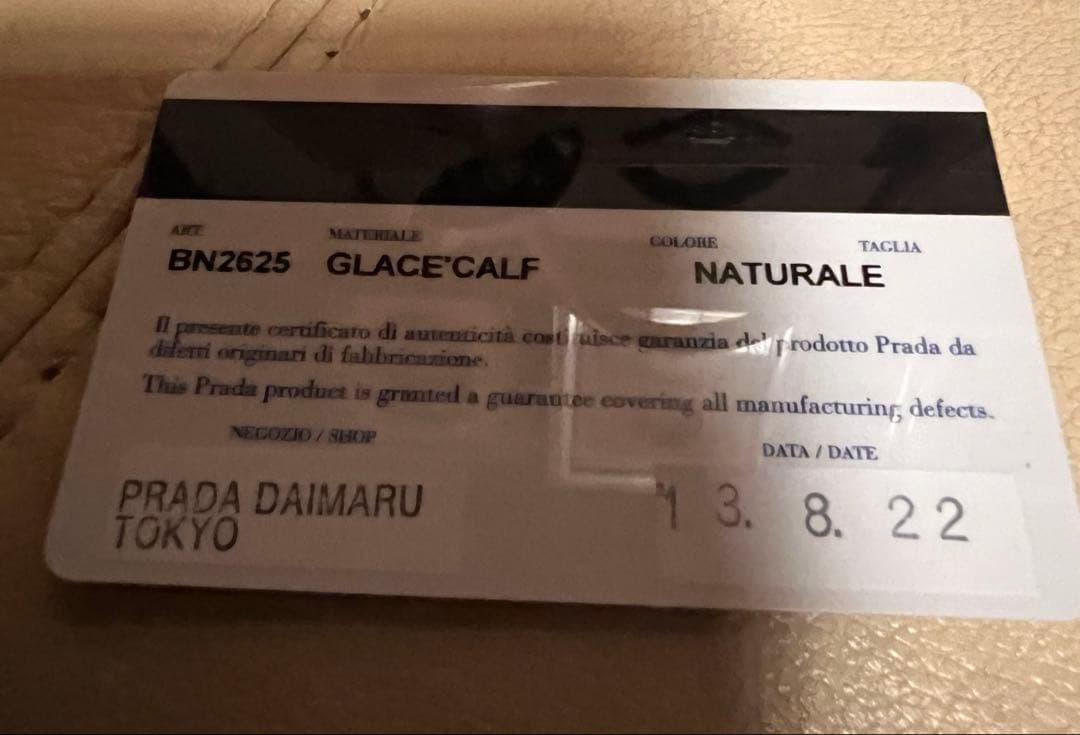 ART. MATERIALE COLORE TAGLIA
BN2625 GLACE'CALF NATURALE
Il presente certificato di autenticità costituisce garanzia del prodotto Prada da
difetti originari di fabbricazione.
This Prada product is granted a guarantee covering all manufacturing defects.
NEGOZIO / SHOP DATA / DATE
PRADA DAIMARU
TOKYO
13. 8. 22